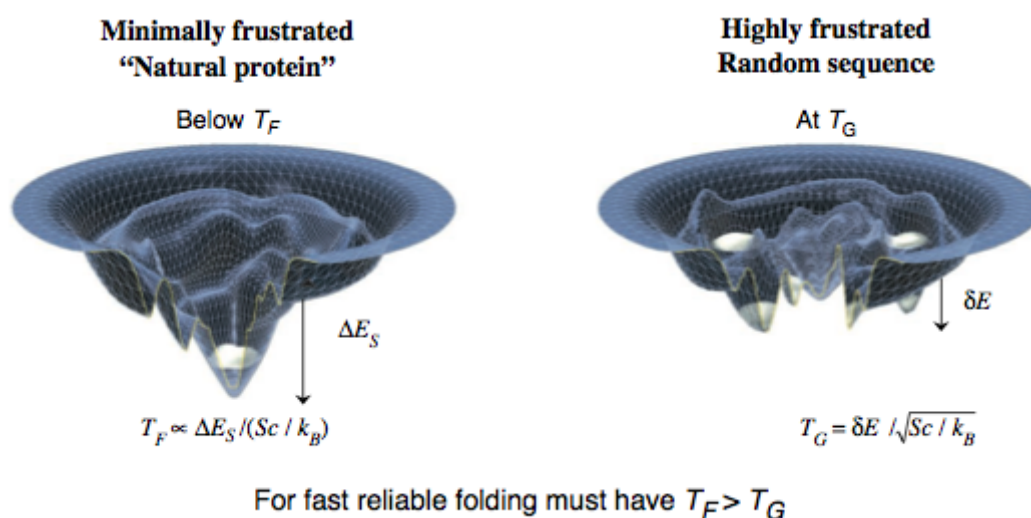 Minimally frustrated
“Natural protein”
Below T_F
ΔE_S
T_F ∝ ΔE_S /(Sc / k_B)
Highly frustrated
Random sequence
At T_G
δE
T_G = δE /√(Sc / k_B)
For fast reliable folding must have T_F > T_G